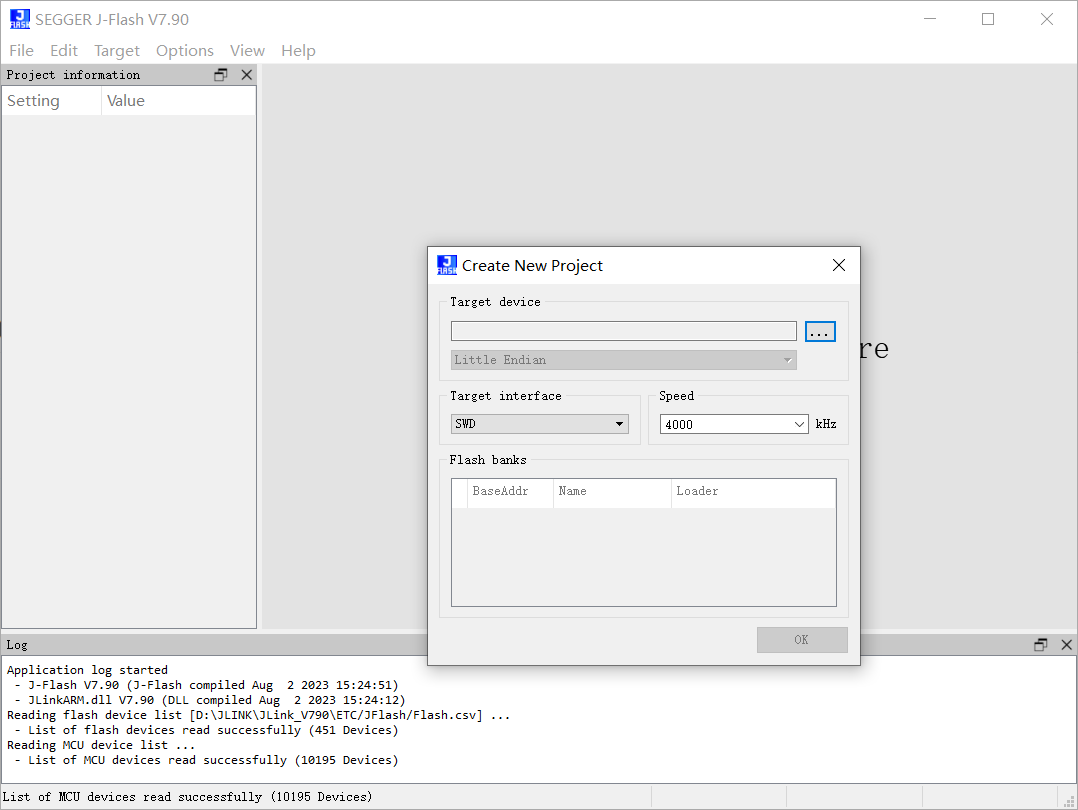 SEGGER J-Flash V7.90
File Edit Target Options View Help
Project information
Setting Value
re
Create New Project
Target device
...
Little Endian
Target interface
SWD
Speed
4000 kHz
Flash banks
BaseAddr Name Loader
OK
Log
Application log started
- J-Flash V7.90 (J-Flash compiled Aug  2 2023 15:24:51)
- JLinkARM.dll V7.90 (DLL compiled Aug  2 2023 15:24:12)
Reading flash device list [D:\JLINK\JLink_V790\ETC/JFlash/Flash.csv] ...
- List of flash devices read successfully (451 Devices)
Reading MCU device list ...
- List of MCU devices read successfully (10195 Devices)
List of MCU devices read successfully (10195 Devices)